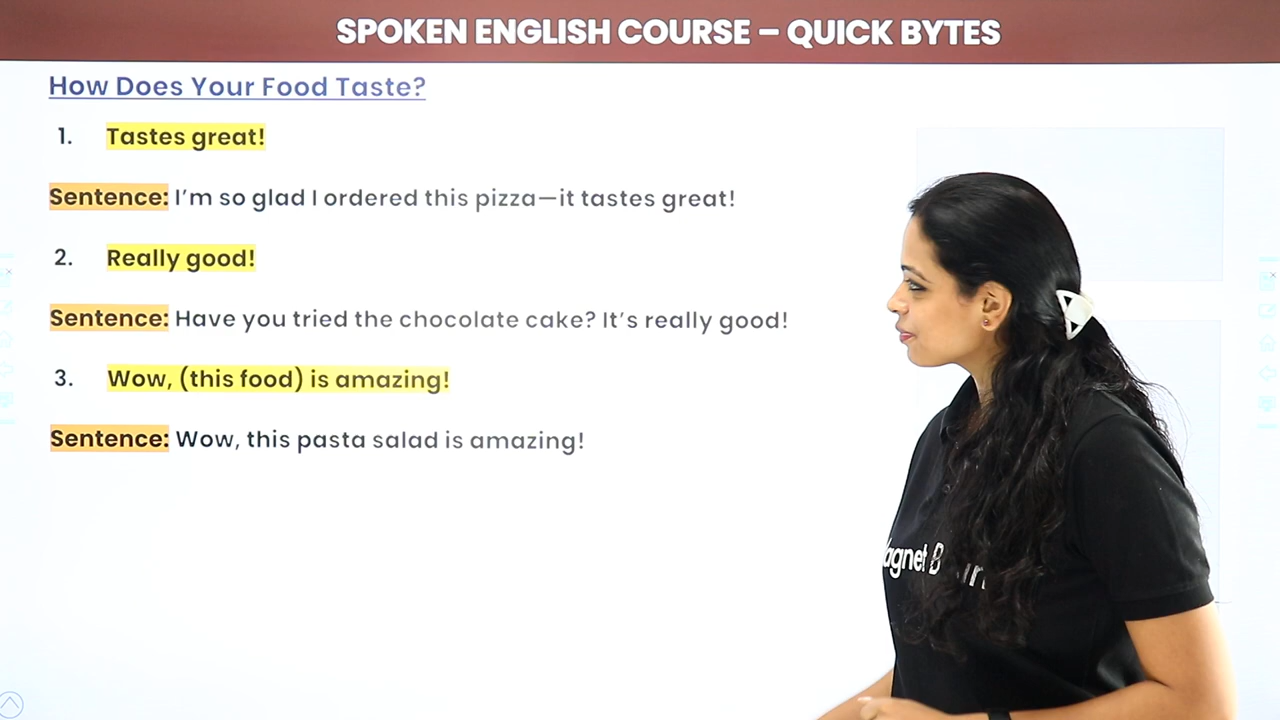 SPOKEN ENGLISH COURSE – QUICK BYTES
How Does Your Food Taste?
1. Tastes great!
Sentence: I'm so glad I ordered this pizza—it tastes great!
2. Really good!
Sentence: Have you tried the chocolate cake? It's really good!
3. Wow, (this food) is amazing!
Sentence: Wow, this pasta salad is amazing!